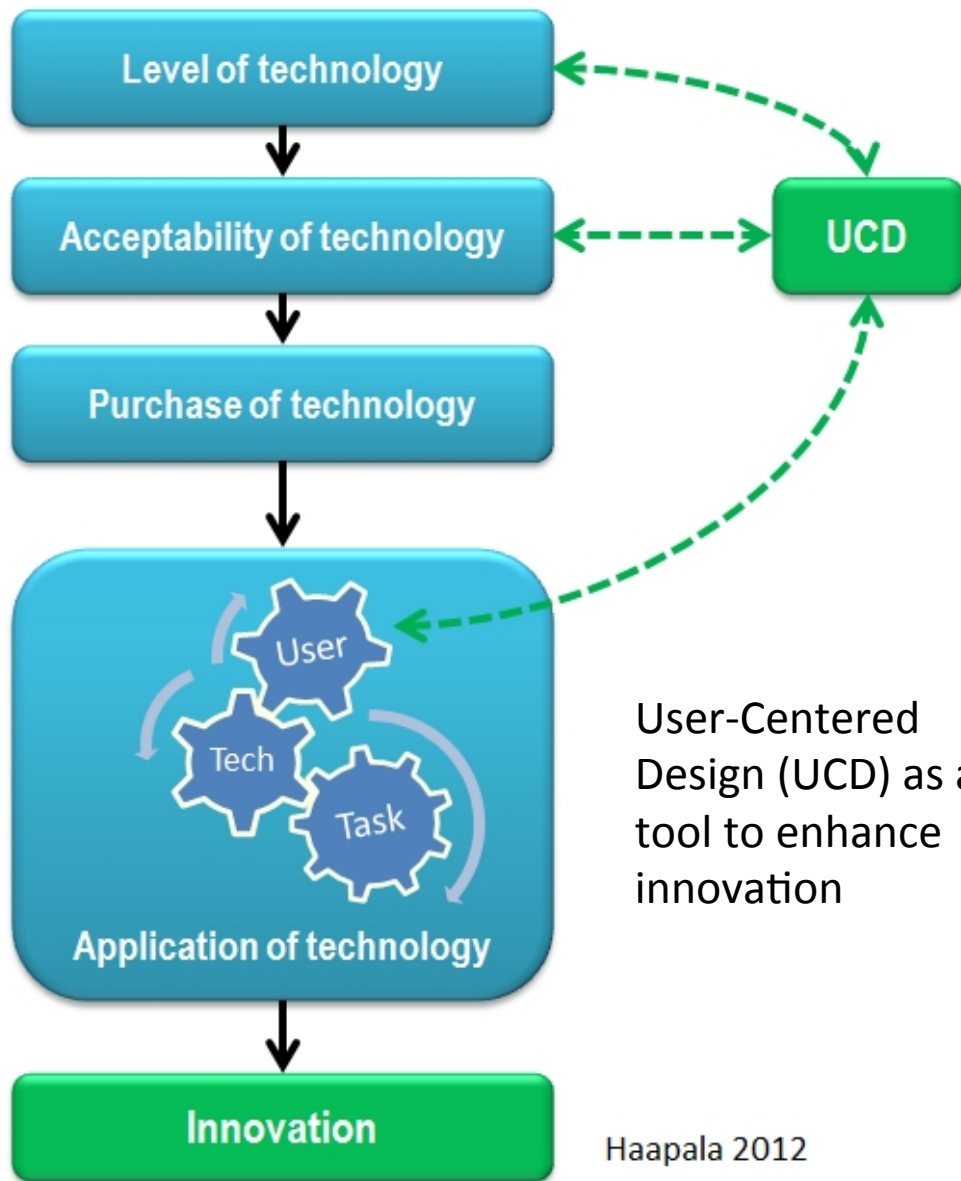 Level of technology
Acceptability of technology
UCD
Purchase of technology
User
Tech
Task
Application of technology
User-Centered
Design (UCD) as a
tool to enhance
innovation
Innovation
Haapala 2012